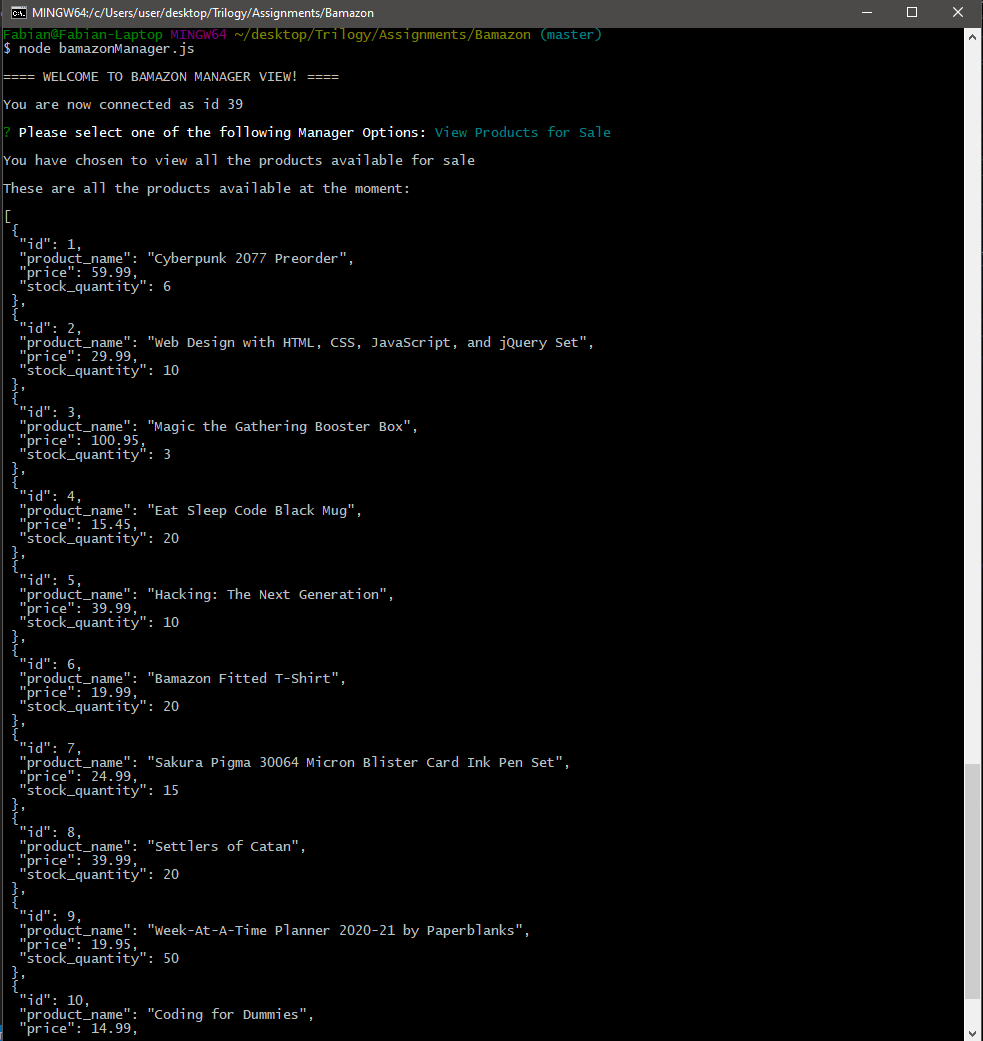 MINGW64:/c/Users/user/desktop/Trilogy/Assignments/Bamazon
Fabian@Fabian-Laptop MINGW64 ~/desktop/Trilogy/Assignments/Bamazon (master)
$ node bamazonManager.js
==== WELCOME TO BAMAZON MANAGER VIEW! ====
You are now connected as id 39
? Please select one of the following Manager Options: View Products for Sale
You have chosen to view all the products available for sale
These are all the products available at the moment:
[
 {
  "id": 1,
  "product_name": "Cyberpunk 2077 Preorder",
  "price": 59.99,
  "stock_quantity": 6
 },
 {
  "id": 2,
  "product_name": "Web Design with HTML, CSS, JavaScript, and jQuery Set",
  "price": 29.99,
  "stock_quantity": 10
 },
 {
  "id": 3,
  "product_name": "Magic the Gathering Booster Box",
  "price": 100.95,
  "stock_quantity": 3
 },
 {
  "id": 4,
  "product_name": "Eat Sleep Code Black Mug",
  "price": 15.45,
  "stock_quantity": 20
 },
 {
  "id": 5,
  "product_name": "Hacking: The Next Generation",
  "price": 39.99,
  "stock_quantity": 10
 },
 {
  "id": 6,
  "product_name": "Bamazon Fitted T-Shirt",
  "price": 19.99,
  "stock_quantity": 20
 },
 {
  "id": 7,
  "product_name": "Sakura Pigma 30064 Micron Blister Card Ink Pen Set",
  "price": 24.99,
  "stock_quantity": 15
 },
 {
  "id": 8,
  "product_name": "Settlers of Catan",
  "price": 39.99,
  "stock_quantity": 20
 },
 {
  "id": 9,
  "product_name": "Week-At-A-Time Planner 2020-21 by Paperblanks",
  "price": 19.95,
  "stock_quantity": 50
 },
 {
  "id": 10,
  "product_name": "Coding for Dummies",
  "price": 14.99,